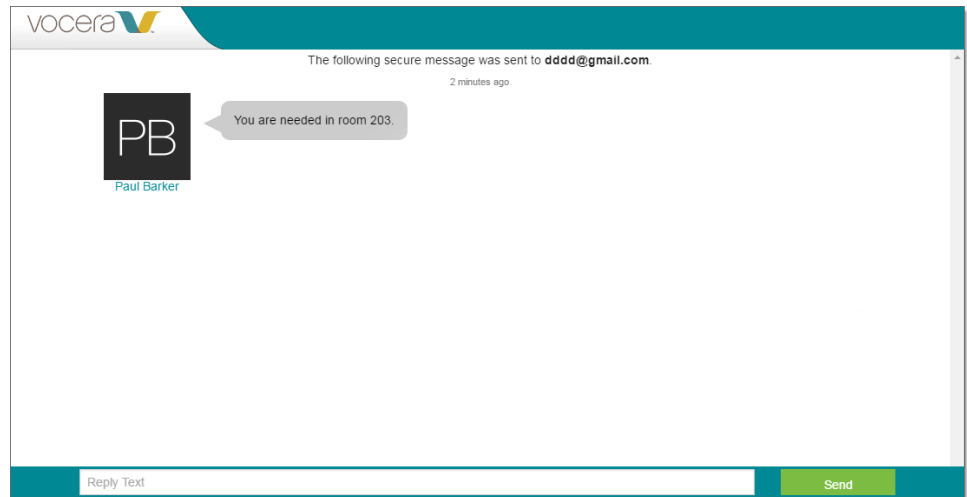 vocera
The following secure message was sent to dddd@gmail.com.
2 minutes ago
PB
You are needed in room 203.
Paul Barker
Reply Text
Send